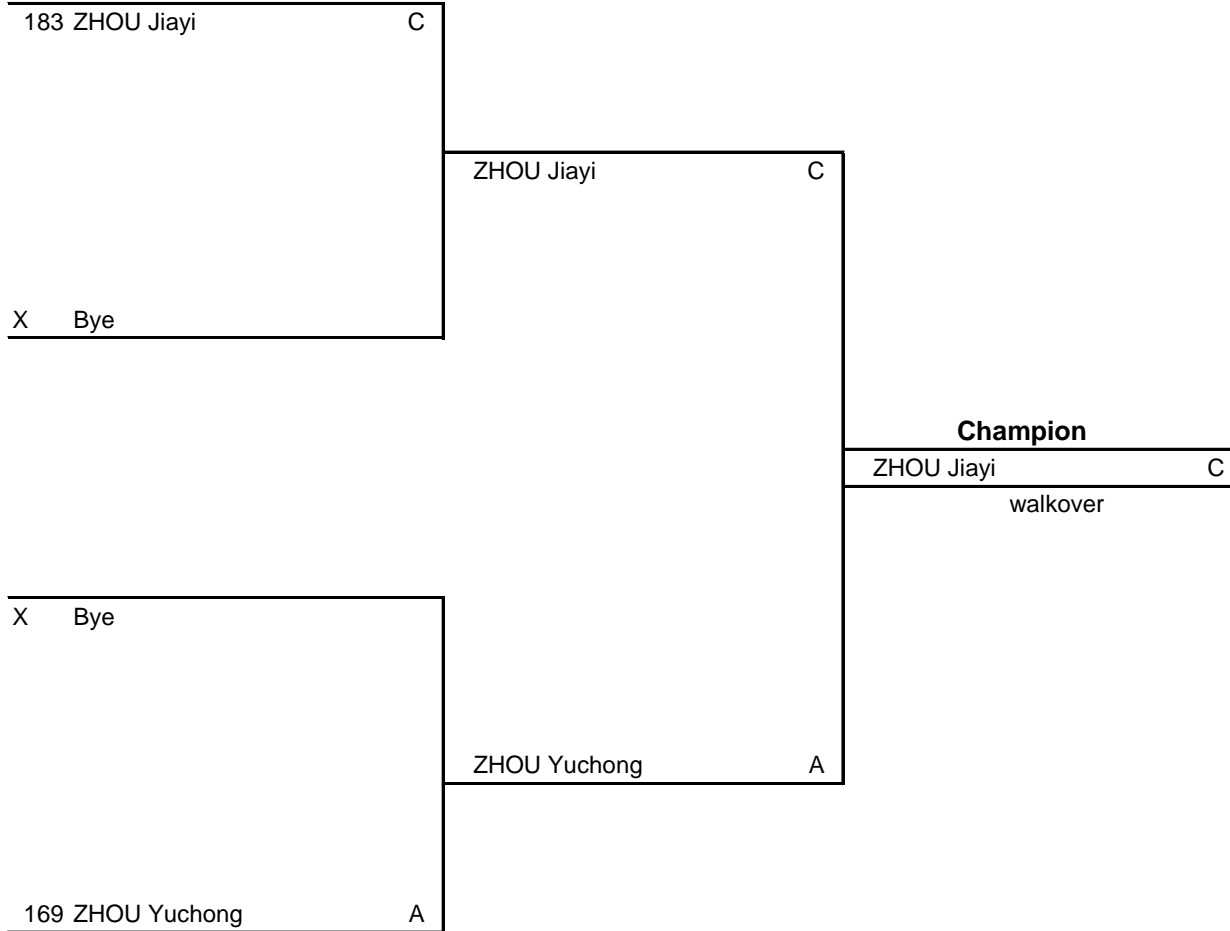 183 ZHOU Jiayi C
ZHOU Jiayi C
X Bye
Champion
ZHOU Jiayi C
walkover
X Bye
ZHOU Yuchong A
169 ZHOU Yuchong A